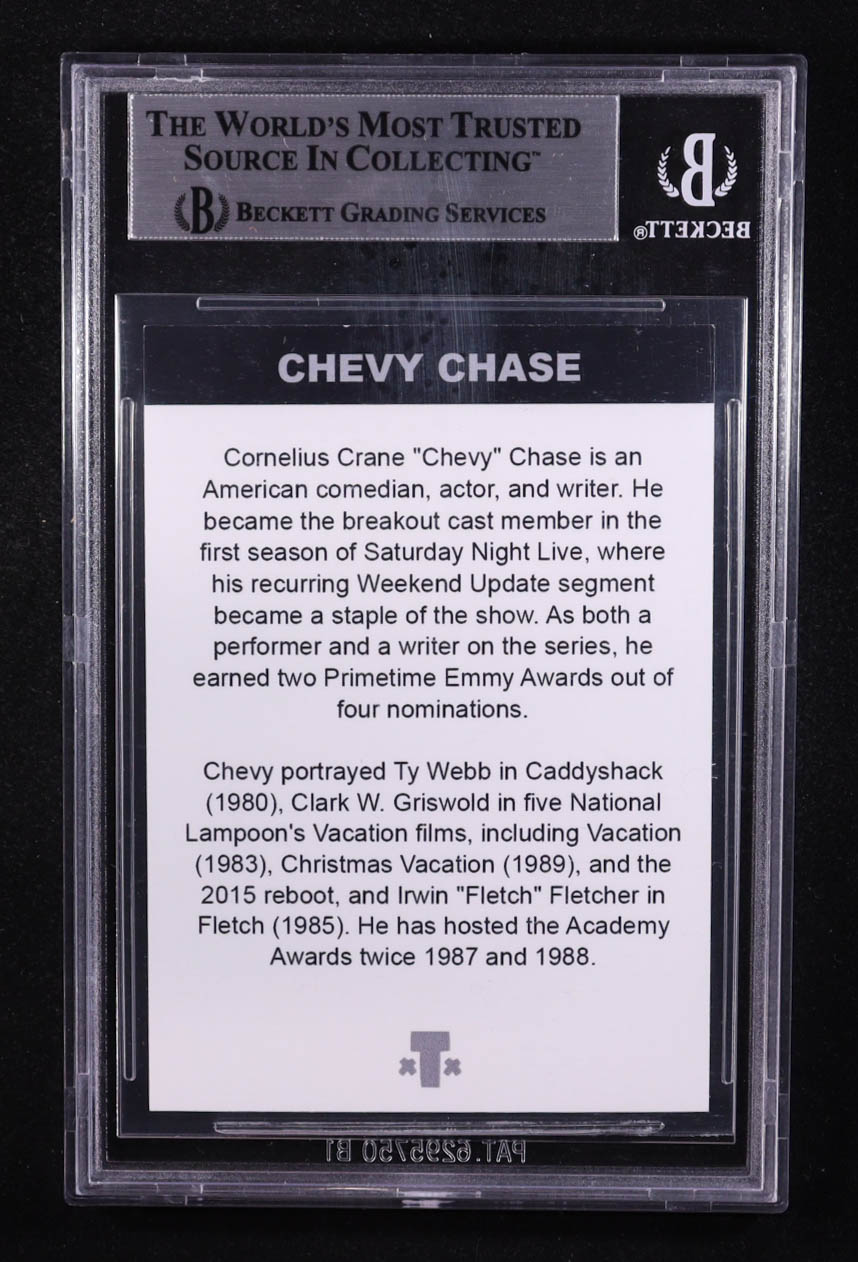 THE WORLD'S MOST TRUSTED
SOURCE IN COLLECTING™
B BECKETT GRADING SERVICES
B
BECKETT®
CHEVY CHASE
Cornelius Crane "Chevy" Chase is an
American comedian, actor, and writer. He
became the breakout cast member in the
first season of Saturday Night Live, where
his recurring Weekend Update segment
became a staple of the show. As both a
performer and a writer on the series, he
earned two Primetime Emmy Awards out of
four nominations.
Chevy portrayed Ty Webb in Caddyshack
(1980), Clark W. Griswold in five National
Lampoon's Vacation films, including Vacation
(1983), Christmas Vacation (1989), and the
2015 reboot, and Irwin "Fletch" Fletcher in
Fletch (1985). He has hosted the Academy
Awards twice 1987 and 1988.
xTx
PAT.6295750 B1